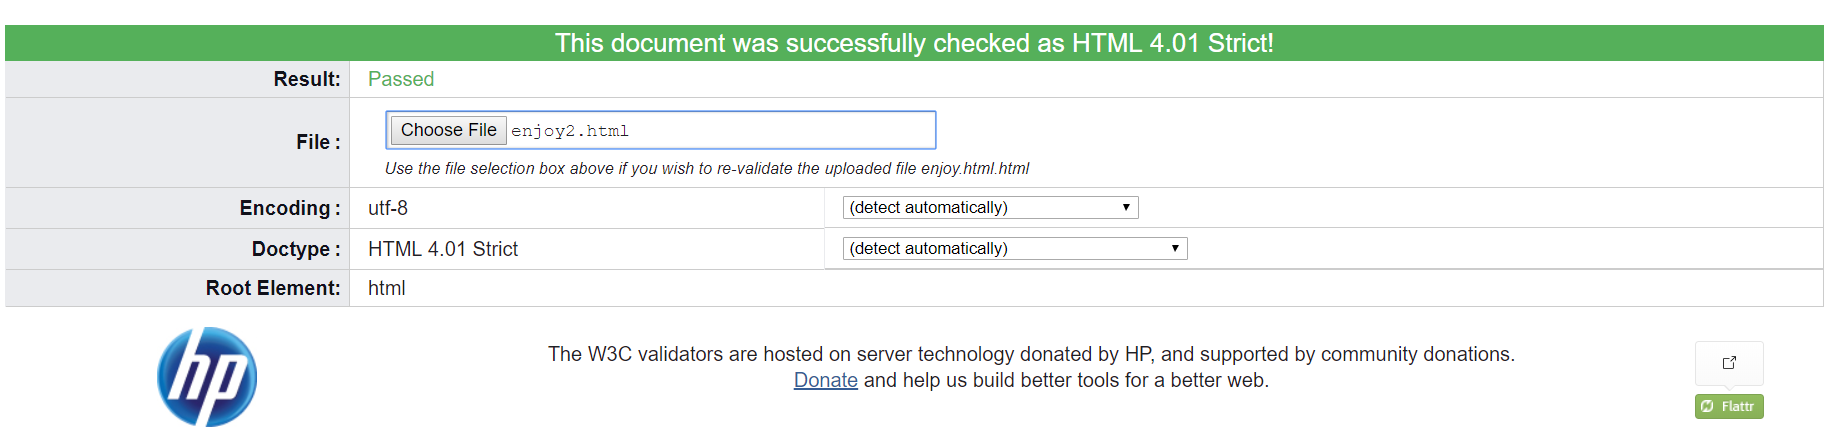 This document was successfully checked as HTML 4.01 Strict!
Result: Passed
File : Choose File enjoy2.html
Use the file selection box above if you wish to re-validate the uploaded file enjoy.html.html
Encoding : utf-8 (detect automatically)
Doctype : HTML 4.01 Strict (detect automatically)
Root Element: html
hp
The W3C validators are hosted on server technology donated by HP, and supported by community donations.
Donate and help us build better tools for a better web.
Flattr